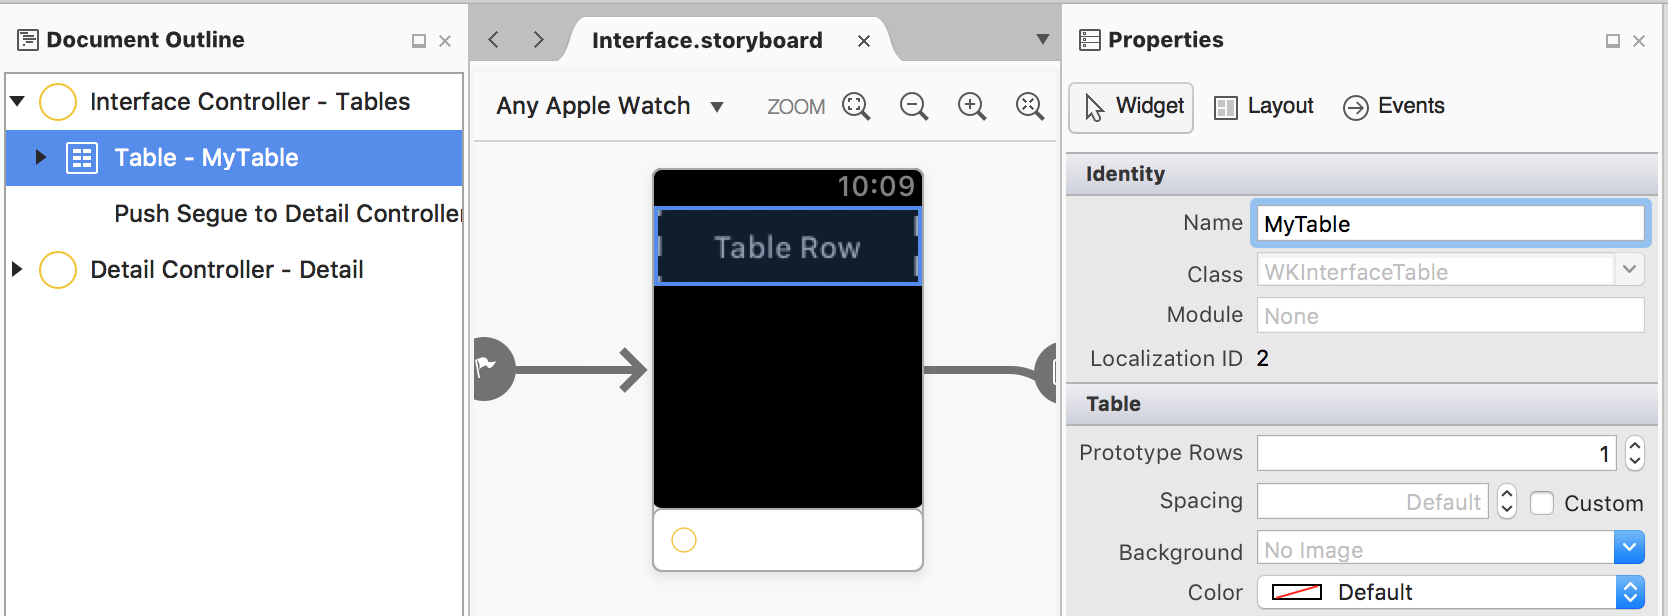 Document Outline
Interface Controller - Tables
Table - MyTable
Push Segue to Detail Controller
Detail Controller - Detail
Interface.storyboard
Any Apple Watch
ZOOM
10:09
Table Row
Properties
Widget
Layout
Events
Identity
Name MyTable
Class WKInterfaceTable
Module None
Localization ID 2
Table
Prototype Rows 1
Spacing Default Custom
Background No Image
Color Default